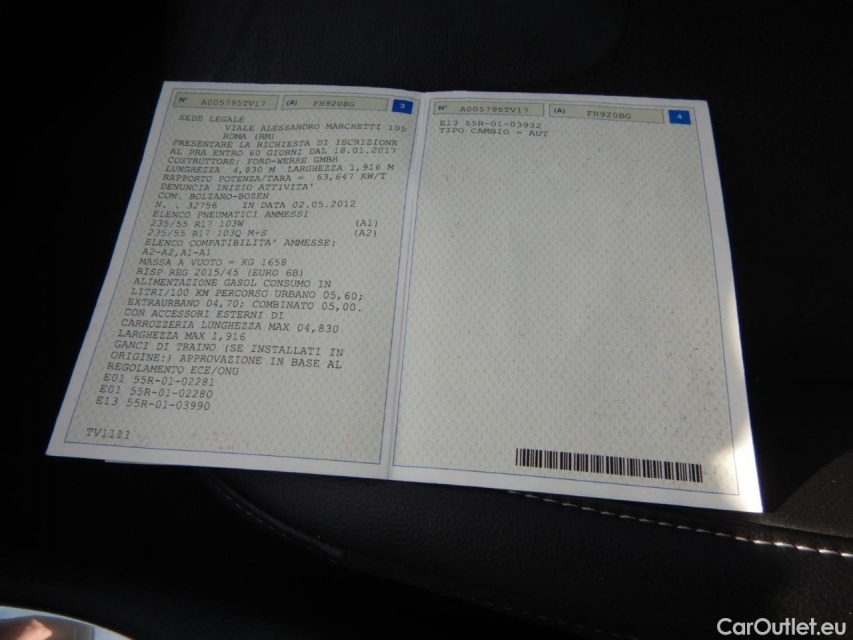 N° A005795TV17 (A) FH920BG 3
SEDE LEGALE
VIALE ALESSANDRO MARCHETTI 105
ROMA (RM)
PRESENTARE LA RICHIESTA DI ISCRIZIONE
AL PRA ENTRO 60 GIORNI DAL 18.01.2017
COSTRUTTORE: FORD-WERKE GMBH
LUNGHEZZA 4,830 M LARGHEZZA 1,916 M
RAPPORTO POTENZA/TARA = 63,647 KW/T
DENUNCIA INIZIO ATTIVITA'
COM. BOLZANO-BOZEN
N. . 32756 IN DATA 02.05.2012
ELENCO PNEUMATICI AMMESSI
235/55 R17 103W (A1)
235/55 R17 103Q M+S (A2)
ELENCO COMPATIBILITA' AMMESSE:
A2-A2,A1-A1
MASSA A VUOTO = KG 1658
RISP REG 2015/45 (EURO 6B)
ALIMENTAZIONE GASOL CONSUMO IN
LITRI/100 KM PERCORSO URBANO 05,60;
EXTRAURBANO 04,70; COMBINATO 05,00.
CON ACCESSORI ESTERNI DI
CARROZZERIA LUNGHEZZA MAX 04,830
LARGHEZZA MAX 1,916
GANCI DI TRAINO (SE INSTALLATI IN
ORIGINE:) APPROVAZIONE IN BASE AL
REGOLAMENTO ECE/ONU
E01 55R-01-02281
E01 55R-01-02280
E13 55R-01-03990
N° A005795TV17 (A) FH920BG 4
E13 55R-01-03932
TIPO CAMBIO = AUT
CarOutlet.eu